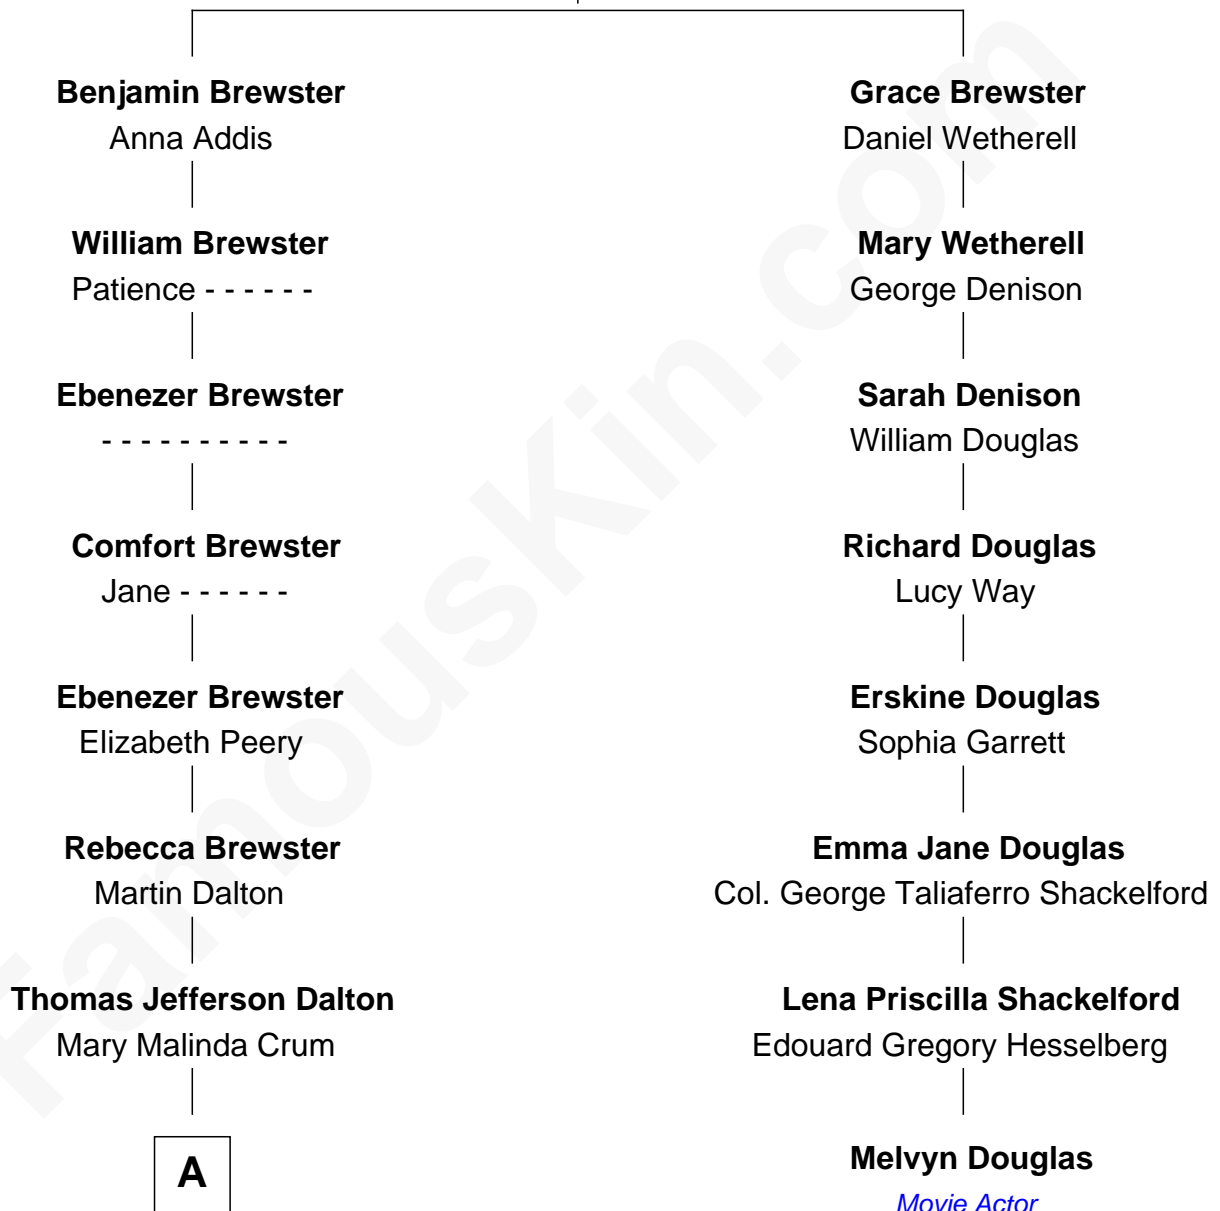 Benjamin Brewster
Anna Addis
William Brewster
Patience - - - - - -
Ebenezer Brewster
- - - - - - - - - -
Comfort Brewster
Jane - - - - - -
Ebenezer Brewster
Elizabeth Peery
Rebecca Brewster
Martin Dalton
Thomas Jefferson Dalton
Mary Malinda Crum
A
Grace Brewster
Daniel Wetherell
Mary Wetherell
George Denison
Sarah Denison
William Douglas
Richard Douglas
Lucy Way
Erskine Douglas
Sophia Garrett
Emma Jane Douglas
Col. George Taliaferro Shackelford
Lena Priscilla Shackelford
Edouard Gregory Hesselberg
Melvyn Douglas
Movie Actor
FamousKin.com